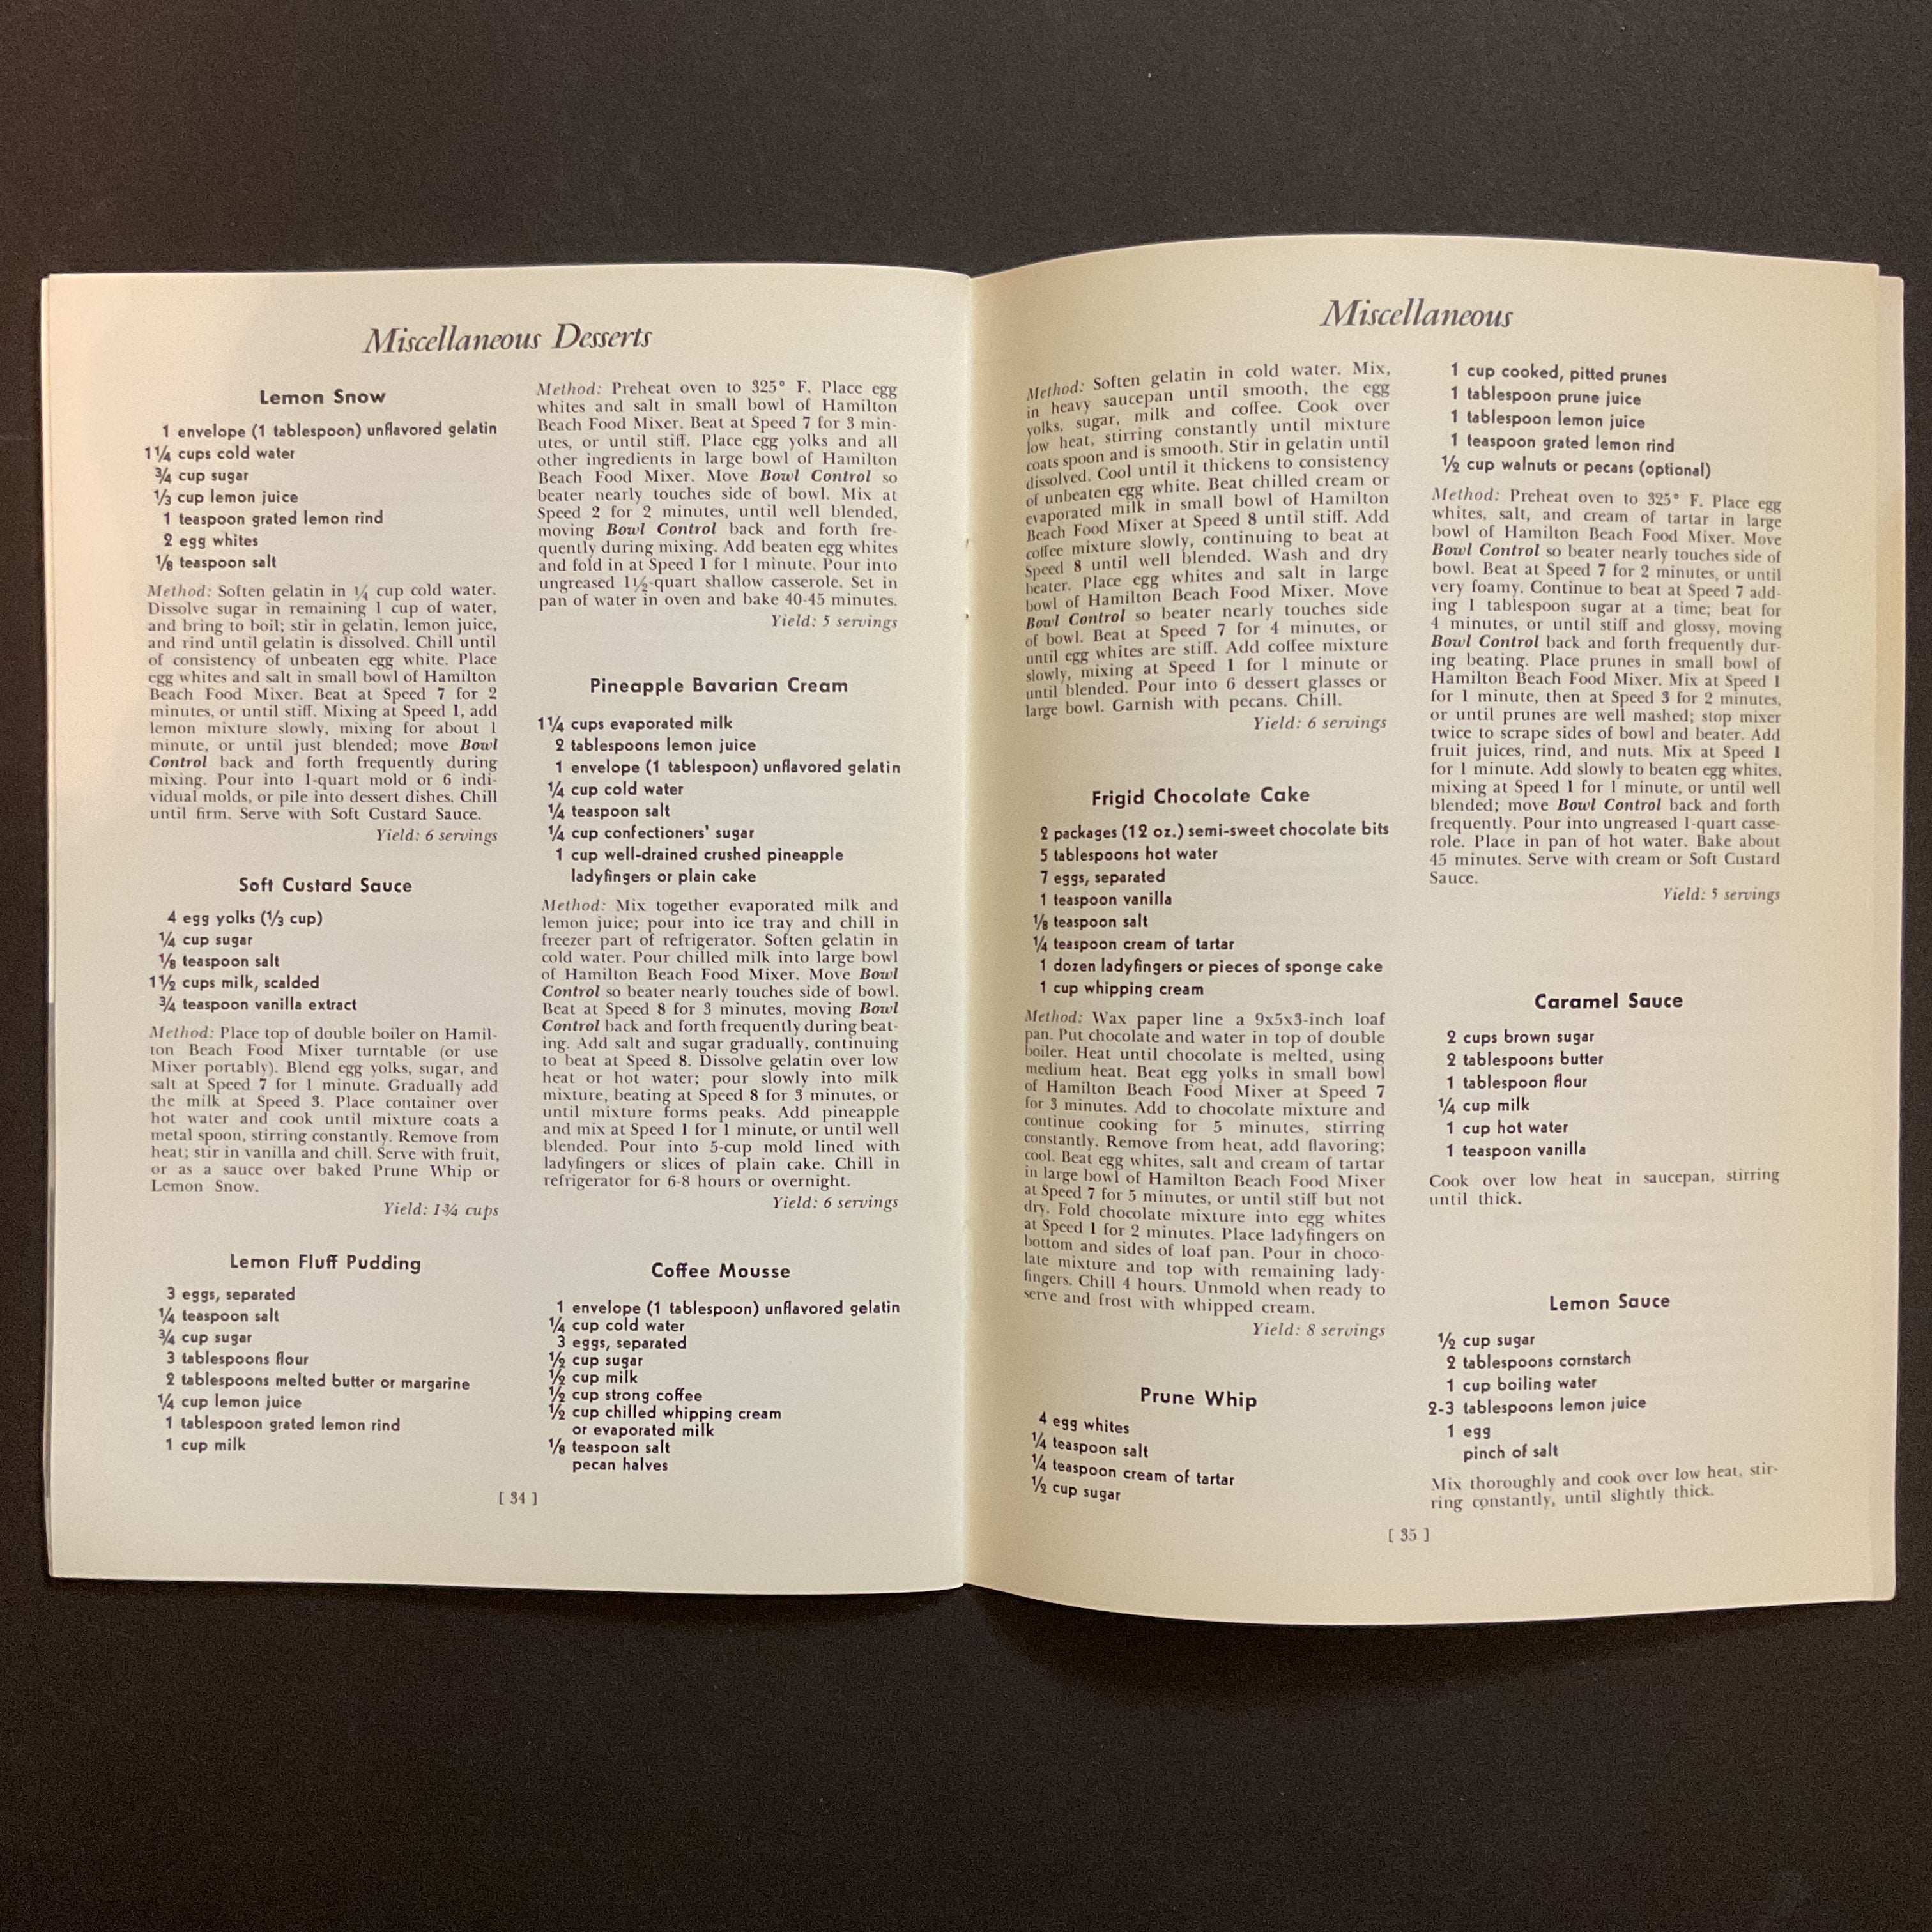 Miscellaneous Desserts
Lemon Snow
1 envelope (1 tablespoon) unflavored gelatin
1¼ cups cold water
¾ cup sugar
⅓ cup lemon juice
1 teaspoon grated lemon rind
2 egg whites
⅛ teaspoon salt
Method: Soften gelatin in ¼ cup cold water.
Dissolve sugar in remaining 1 cup of water,
and bring to boil; stir in gelatin, lemon juice,
and rind until gelatin is dissolved. Chill until
of consistency of unbeaten egg white. Place
egg whites and salt in small bowl of Hamilton
Beach Food Mixer. Beat at Speed 7 for 2
minutes, or until stiff. Mixing at Speed 1, add
lemon mixture slowly, mixing for about 1
minute, or until just blended; move Bowl
Control back and forth frequently during
mixing. Pour into 1-quart mold or 6 indi-
vidual molds, or pile into dessert dishes. Chill
until firm. Serve with Soft Custard Sauce.
Yield: 6 servings
Soft Custard Sauce
4 egg yolks (⅓ cup)
¼ cup sugar
⅛ teaspoon salt
1½ cups milk, scalded
¾ teaspoon vanilla extract
Method: Place top of double boiler on Hamil-
ton Beach Food Mixer turntable (or use
Mixer portably). Blend egg yolks, sugar, and
salt at Speed 7 for 1 minute. Gradually add
the milk at Speed 3. Place container over
hot water and cook until mixture coats a
metal spoon, stirring constantly. Remove from
heat; stir in vanilla and chill. Serve with fruit,
or as a sauce over baked Prune Whip or
Lemon Snow.
Yield: 1¾ cups
Lemon Fluff Pudding
3 eggs, separated
¼ teaspoon salt
¾ cup sugar
3 tablespoons flour
2 tablespoons melted butter or margarine
¼ cup lemon juice
1 tablespoon grated lemon rind
1 cup milk
Method: Preheat oven to 325° F. Place egg
whites and salt in small bowl of Hamilton
Beach Food Mixer. Beat at Speed 7 for 3 min-
utes, or until stiff. Place egg yolks and all
other ingredients in large bowl of Hamilton
Beach Food Mixer. Move Bowl Control so
beater nearly touches side of bowl. Mix at
Speed 2 for 2 minutes, until well blended,
moving Bowl Control back and forth fre-
quently during mixing. Add beaten egg whites
and fold in at Speed 1 for 1 minute. Pour into
ungreased 1½-quart shallow casserole. Set in
pan of water in oven and bake 40-45 minutes.
Yield: 5 servings
Pineapple Bavarian Cream
1¼ cups evaporated milk
2 tablespoons lemon juice
1 envelope (1 tablespoon) unflavored gelatin
¼ cup cold water
¼ teaspoon salt
¼ cup confectioners' sugar
1 cup well-drained crushed pineapple
ladyfingers or plain cake
Method: Mix together evaporated milk and
lemon juice; pour into ice tray and chill in
freezer part of refrigerator. Soften gelatin in
cold water. Pour chilled milk into large bowl
of Hamilton Beach Food Mixer. Move Bowl
Control so beater nearly touches side of bowl.
Beat at Speed 8 for 3 minutes, moving Bowl
Control back and forth frequently during beat-
ing. Add salt and sugar gradually, continuing
to beat at Speed 8. Dissolve gelatin over low
heat or hot water; pour slowly into milk
mixture, beating at Speed 8 for 3 minutes, or
until mixture forms peaks. Add pineapple
and mix at Speed 1 for 1 minute, or until well
blended. Pour into 5-cup mold lined with
ladyfingers or slices of plain cake. Chill in
refrigerator for 6-8 hours or overnight.
Yield: 6 servings
Coffee Mousse
1 envelope (1 tablespoon) unflavored gelatin
¼ cup cold water
3 eggs, separated
½ cup sugar
½ cup milk
½ cup strong coffee
½ cup chilled whipping cream
or evaporated milk
⅛ teaspoon salt
pecan halves
[ 34 ]
Miscellaneous
Method: Soften gelatin in cold water. Mix,
in heavy saucepan until smooth, the egg
yolks, sugar, milk and coffee. Cook over
low heat, stirring constantly until mixture
coats spoon and is smooth. Stir in gelatin until
dissolved. Cool until it thickens to consistency
of unbeaten egg white. Beat chilled cream or
evaporated milk in small bowl of Hamilton
Beach Food Mixer at Speed 8 until stiff. Add
coffee mixture slowly, continuing to beat at
Speed 8 until well blended. Wash and dry
beater. Place egg whites and salt in large
bowl of Hamilton Beach Food Mixer. Move
Bowl Control so beater nearly touches side
of bowl. Beat at Speed 7 for 4 minutes, or
until egg whites are stiff. Add coffee mixture
slowly, mixing at Speed 1 for 1 minute or
until blended. Pour into 6 dessert glasses or
large bowl. Garnish with pecans. Chill.
Yield: 6 servings
Frigid Chocolate Cake
2 packages (12 oz.) semi-sweet chocolate bits
5 tablespoons hot water
7 eggs, separated
1 teaspoon vanilla
⅛ teaspoon salt
¼ teaspoon cream of tartar
1 dozen ladyfingers or pieces of sponge cake
1 cup whipping cream
Method: Wax paper line a 9x5x3-inch loaf
pan. Put chocolate and water in top of double
boiler. Heat until chocolate is melted, using
medium heat. Beat egg yolks in small bowl
of Hamilton Beach Food Mixer at Speed 7
for 3 minutes. Add to chocolate mixture and
continue cooking for 5 minutes, stirring
constantly. Remove from heat, add flavoring;
cool. Beat egg whites, salt and cream of tartar
in large bowl of Hamilton Beach Food Mixer
at Speed 7 for 5 minutes, or until stiff but not
dry. Fold chocolate mixture into egg whites
at Speed 1 for 2 minutes. Place ladyfingers on
bottom and sides of loaf pan. Pour in choco-
late mixture and top with remaining lady-
fingers. Chill 4 hours. Unmold when ready to
serve and frost with whipped cream.
Yield: 8 servings
Prune Whip
4 egg whites
¼ teaspoon salt
¼ teaspoon cream of tartar
½ cup sugar
1 cup cooked, pitted prunes
1 tablespoon prune juice
1 tablespoon lemon juice
1 teaspoon grated lemon rind
½ cup walnuts or pecans (optional)
Method: Preheat oven to 325° F. Place egg
whites, salt, and cream of tartar in large
bowl of Hamilton Beach Food Mixer. Move
Bowl Control so beater nearly touches side of
bowl. Beat at Speed 7 for 2 minutes, or until
very foamy. Continue to beat at Speed 7 add-
ing 1 tablespoon sugar at a time; beat for
4 minutes, or until stiff and glossy, moving
Bowl Control back and forth frequently dur-
ing beating. Place prunes in small bowl of
Hamilton Beach Food Mixer. Mix at Speed 1
for 1 minute, then at Speed 3 for 2 minutes,
or until prunes are well mashed; stop mixer
twice to scrape sides of bowl and beater. Add
fruit juices, rind, and nuts. Mix at Speed 1
for 1 minute. Add slowly to beaten egg whites,
mixing at Speed 1 for 1 minute, or until well
blended; move Bowl Control back and forth
frequently. Pour into ungreased 1-quart casse-
role. Place in pan of hot water. Bake about
45 minutes. Serve with cream or Soft Custard
Sauce.
Yield: 5 servings
Caramel Sauce
2 cups brown sugar
2 tablespoons butter
1 tablespoon flour
¼ cup milk
1 cup hot water
1 teaspoon vanilla
Cook over low heat in saucepan, stirring
until thick.
Lemon Sauce
½ cup sugar
2 tablespoons cornstarch
1 cup boiling water
2-3 tablespoons lemon juice
1 egg
pinch of salt
Mix thoroughly and cook over low heat, stir-
ring constantly, until slightly thick.
[ 35 ]